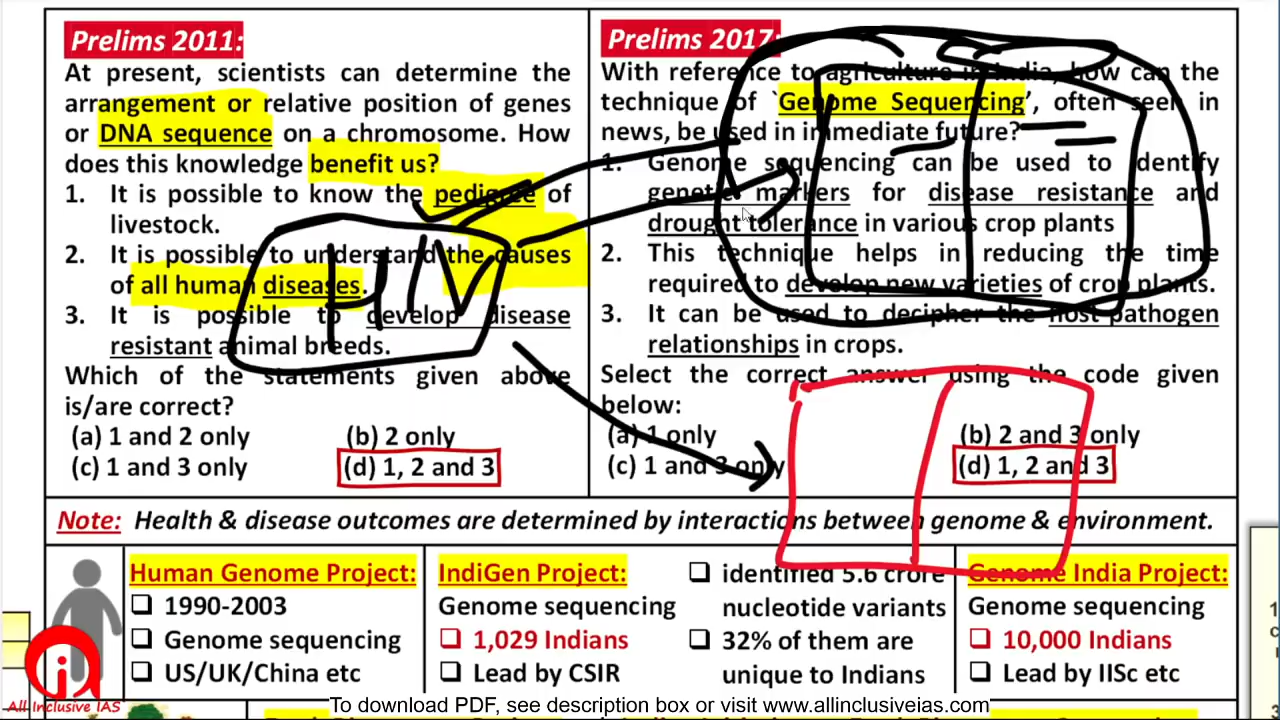 Prelims 2011:
At present, scientists can determine the
arrangement or relative position of genes
or DNA sequence on a chromosome. How
does this knowledge benefit us?
1. It is possible to know the pedigree of
livestock.
2. It is possible to understand the causes
of all human diseases.
3. It is possible to develop disease
resistant animal breeds.
Which of the statements given above
is/are correct?
(a) 1 and 2 only (b) 2 only
(c) 1 and 3 only (d) 1, 2 and 3
HIV
Prelims 2017:
With reference to agriculture in India, how can the
technique of `Genome Sequencing’, often seen in
news, be used in immediate future?
1. Genome sequencing can be used to identify
genetic markers for disease resistance and
drought tolerance in various crop plants
2. This technique helps in reducing the time
required to develop new varieties of crop plants.
3. It can be used to decipher the host-pathogen
relationships in crops.
Select the correct answer using the code given
below:
(a) 1 only (b) 2 and 3 only
(c) 1 and 3 only (d) 1, 2 and 3
Note: Health & disease outcomes are determined by interactions between genome & environment.
Human Genome Project:
❑ 1990-2003
❑ Genome sequencing
❑ US/UK/China etc
IndiGen Project:
Genome sequencing
❑ 1,029 Indians
❑ Lead by CSIR
❑ identified 5.6 crore
nucleotide variants
❑ 32% of them are
unique to Indians
Genome India Project:
Genome sequencing
❑ 10,000 Indians
❑ Lead by IISc etc
All Inclusive IAS
To download PDF, see description box or visit www.allinclusiveias.com